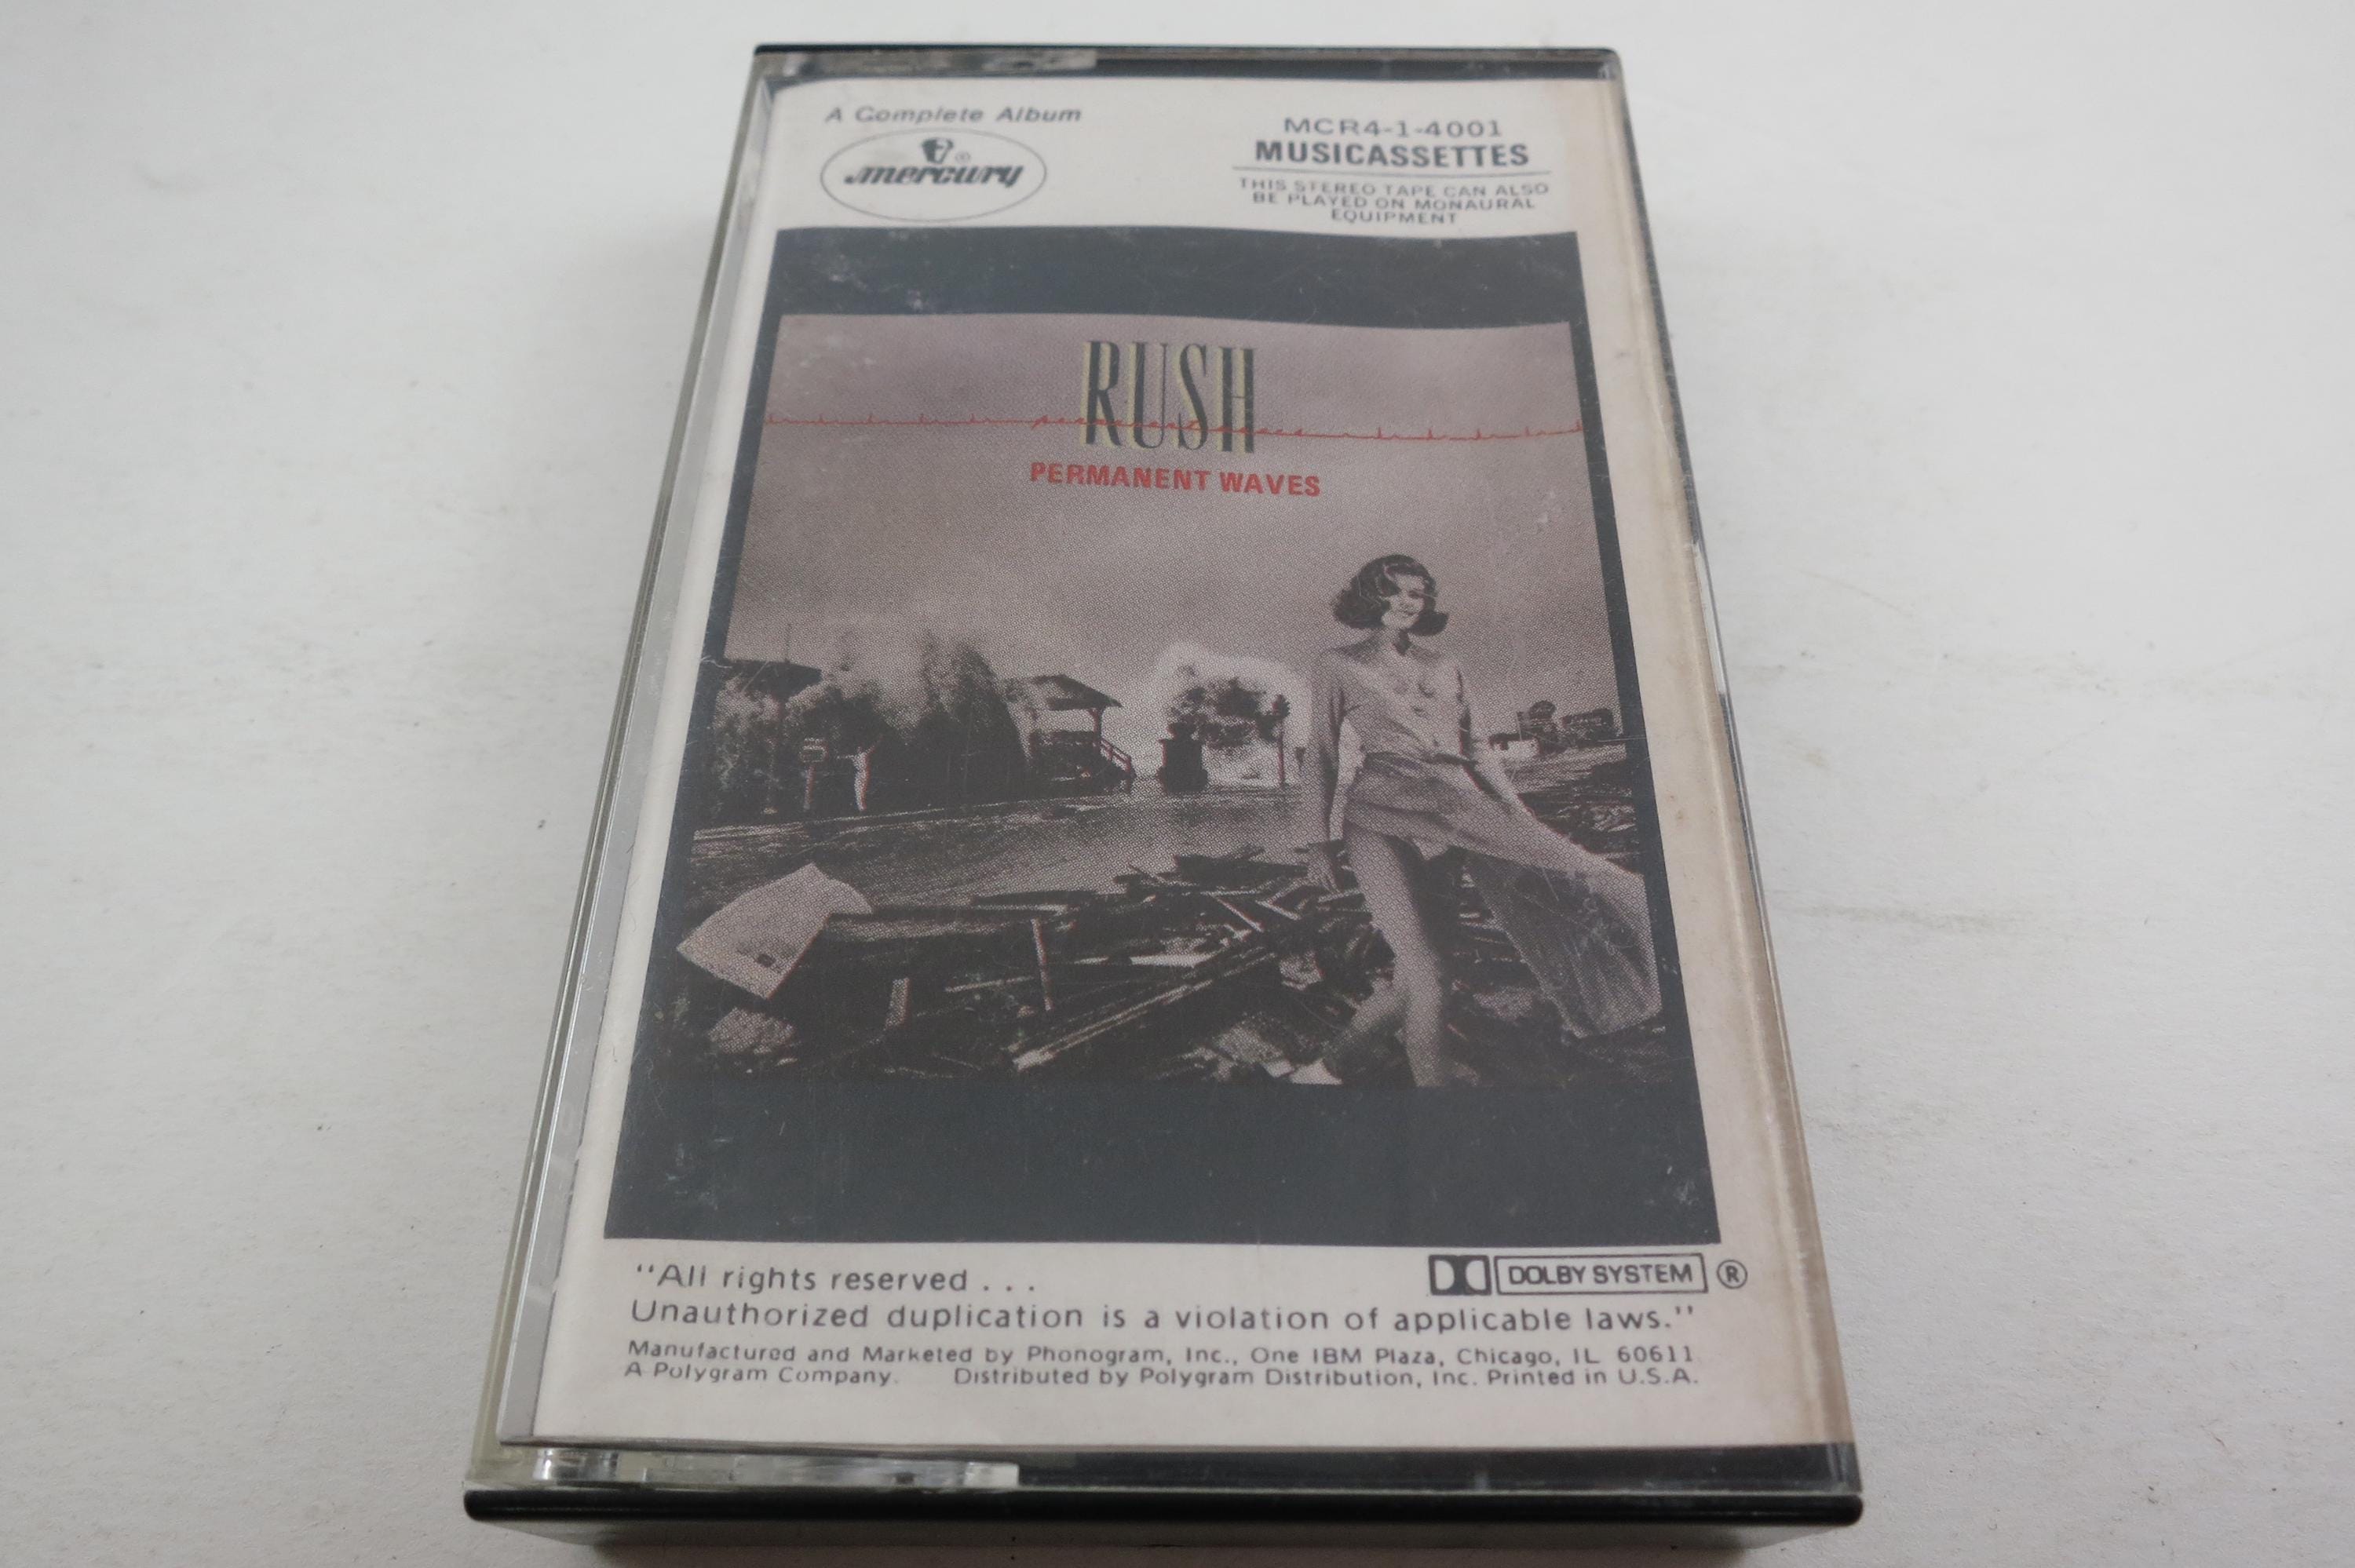 A Complete Album
mercury ®
MCR4-1-4001
MUSICASSETTES
THIS STEREO TAPE CAN ALSO
BE PLAYED ON MONAURAL
EQUIPMENT
RUSH
permanent waves
PERMANENT WAVES
"All rights reserved . . .
DOLBY SYSTEM ®
Unauthorized duplication is a violation of applicable laws."
Manufactured and Marketed by Phonogram, Inc., One IBM Plaza, Chicago, IL 60611
A Polygram Company. Distributed by Polygram Distribution, Inc. Printed in U.S.A.